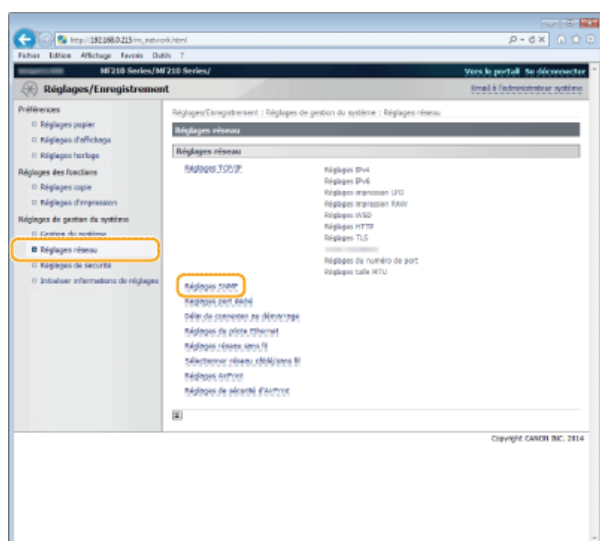 http://192.168.0.215/m_network.html
Fichier Edition Affichage Favoris Outils ?
MF210 Series/MF210 Series/
Vers le portail Se déconnecter
Réglages/Enregistrement
Email à l'administrateur système
Préférences
Réglages papier
Réglages d'affichage
Réglages horloge
Réglages des fonctions
Réglages copie
Réglages d'impression
Réglages de gestion du système
Gestion du système
Réglages réseau
Réglages de sécurité
Initialiser informations de réglages
Réglages/Enregistrement : Réglages de gestion du système : Réglages réseau
Réglages réseau
Réglages réseau
Réglages TCP/IP
Réglages IPv4
Réglages IPv6
Réglages impression LPD
Réglages impression RAW
Réglages WSD
Réglages HTTP
Réglages TLS
Réglages du numéro de port
Réglages taille MTU
Réglages SNMP
Réglages port dédié
Délai de connexion au démarrage
Réglages de pilote Ethernet
Réglages réseau sans fil
Sélectionner réseau câblé/sans fil
Réglages AirPrint
Réglages de sécurité d'AirPrint
Copyright CANON INC. 2014